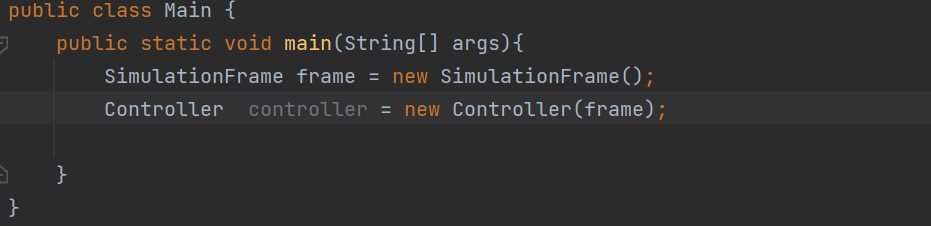 public class Main {
    public static void main(String[] args){
        SimulationFrame frame = new SimulationFrame();
        Controller  controller = new Controller(frame);
    }
}